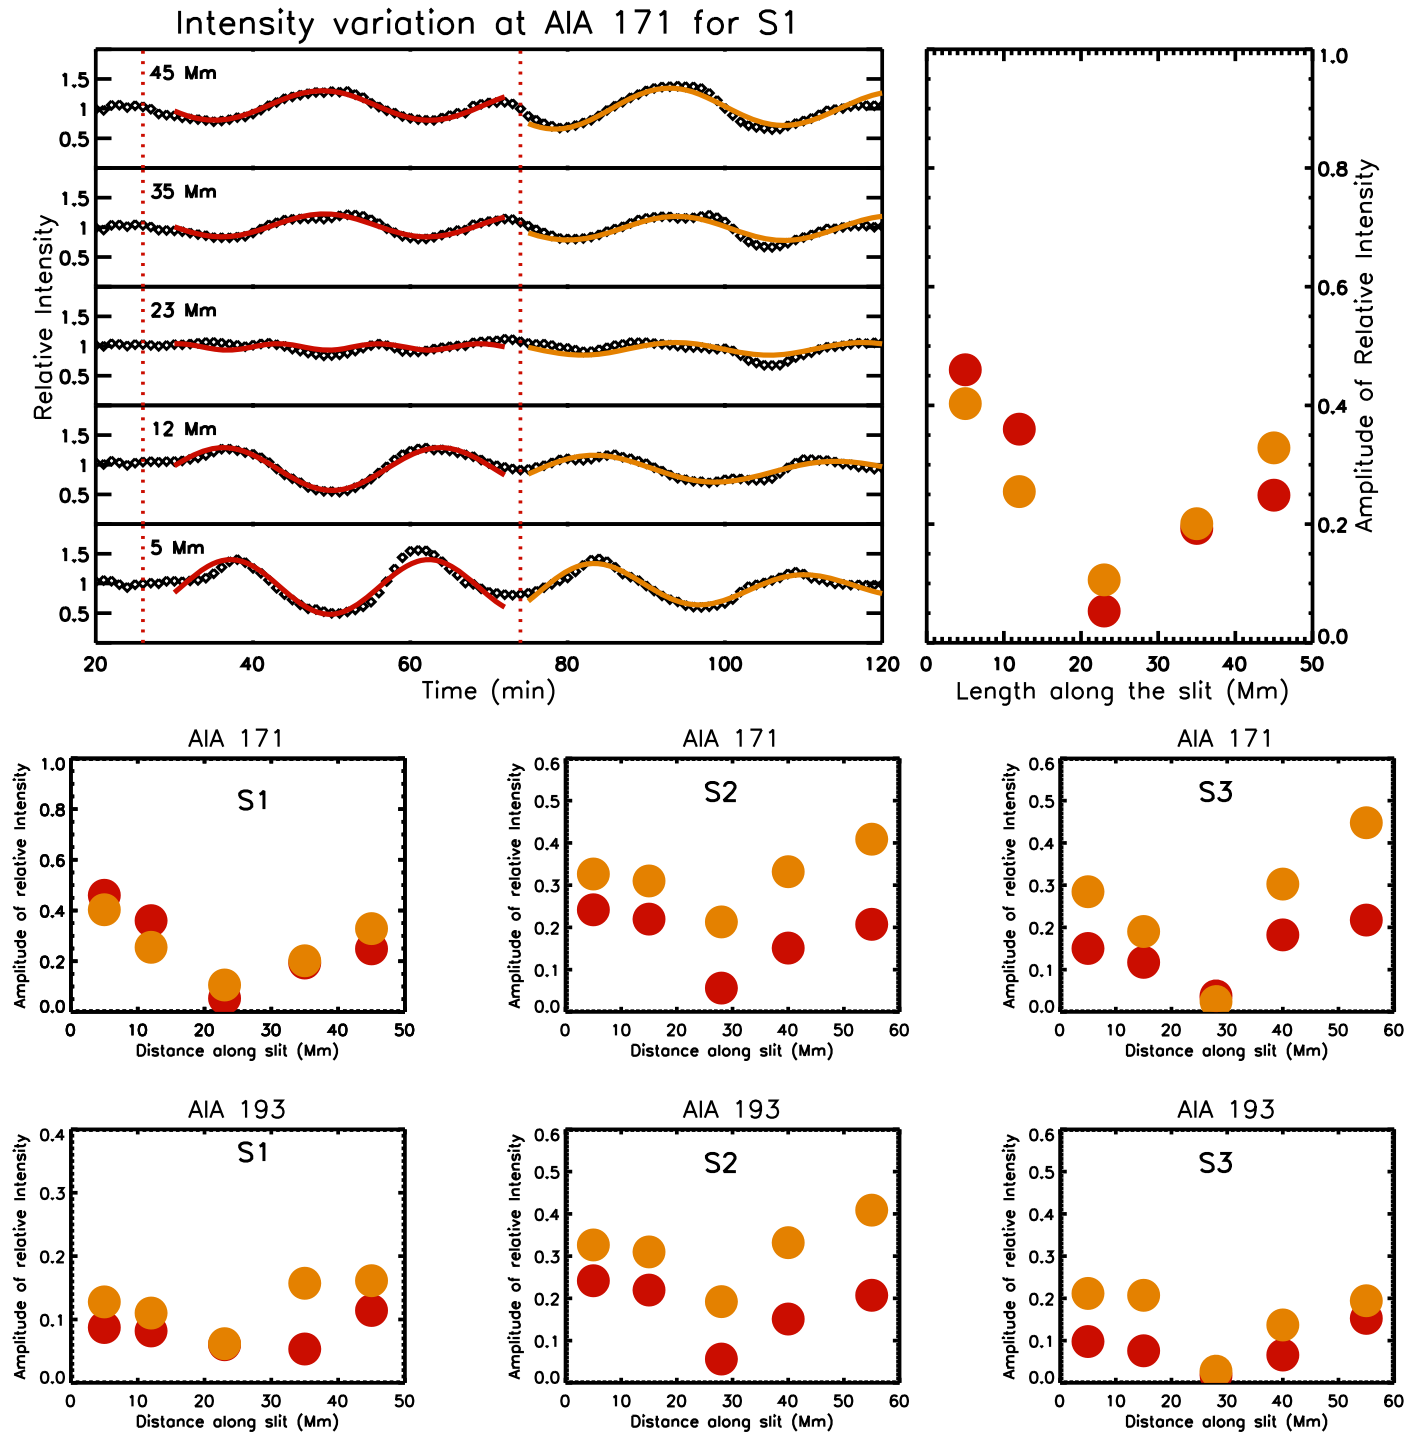 Intensity variation at AIA 171 for S1
45 Mm
1.5
1
0.5
35 Mm
1.5
1
0.5
23 Mm
1.5
1
0.5
12 Mm
1.5
1
0.5
5 Mm
1.5
1
0.5
Relative Intensity
20 40 60 80 100 120
Time (min)
1.0
0.8
0.6
0.4
0.2
0.0
Amplitude of Relative Intensity
0 10 20 30 40 50
Length along the slit (Mm)
AIA 171
S1
1.0
0.8
0.6
0.4
0.2
0.0
Amplitude of relative Intensity
0 10 20 30 40 50
Distance along slit (Mm)
AIA 171
S2
0.6
0.5
0.4
0.3
0.2
0.1
0.0
Amplitude of relative Intensity
0 10 20 30 40 50 60
Distance along slit (Mm)
AIA 171
S3
0.6
0.5
0.4
0.3
0.2
0.1
0.0
Amplitude of relative Intensity
0 10 20 30 40 50 60
Distance along slit (Mm)
AIA 193
S1
0.4
0.3
0.2
0.1
0.0
Amplitude of relative Intensity
0 10 20 30 40 50
Distance along slit (Mm)
AIA 193
S2
0.6
0.5
0.4
0.3
0.2
0.1
0.0
Amplitude of relative Intensity
0 10 20 30 40 50 60
Distance along slit (Mm)
AIA 193
S3
0.6
0.5
0.4
0.3
0.2
0.1
0.0
Amplitude of relative Intensity
0 10 20 30 40 50 60
Distance along slit (Mm)